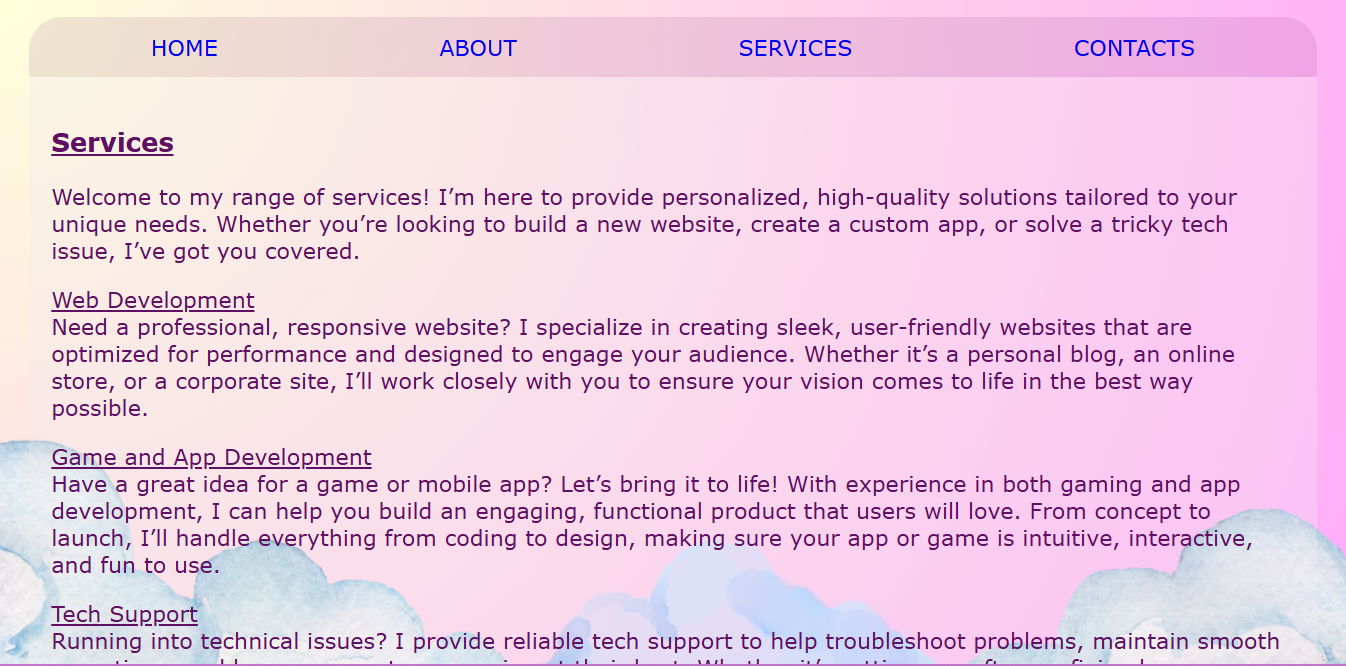 HOME ABOUT SERVICES CONTACTS
Services
Welcome to my range of services! I’m here to provide personalized, high-quality solutions tailored to your
unique needs. Whether you’re looking to build a new website, create a custom app, or solve a tricky tech
issue, I’ve got you covered.
Web Development
Need a professional, responsive website? I specialize in creating sleek, user-friendly websites that are
optimized for performance and designed to engage your audience. Whether it’s a personal blog, an online
store, or a corporate site, I’ll work closely with you to ensure your vision comes to life in the best way
possible.
Game and App Development
Have a great idea for a game or mobile app? Let’s bring it to life! With experience in both gaming and app
development, I can help you build an engaging, functional product that users will love. From concept to
launch, I’ll handle everything from coding to design, making sure your app or game is intuitive, interactive,
and fun to use.
Tech Support
Running into technical issues? I provide reliable tech support to help troubleshoot problems, maintain smooth